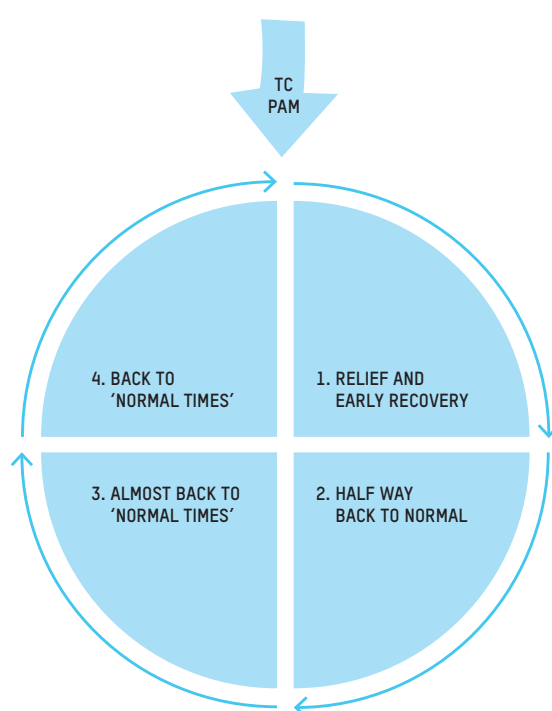 TC
PAM
4. BACK TO
‘NORMAL TIMES’
1. RELIEF AND
EARLY RECOVERY
3. ALMOST BACK TO
‘NORMAL TIMES’
2. HALF WAY
BACK TO NORMAL